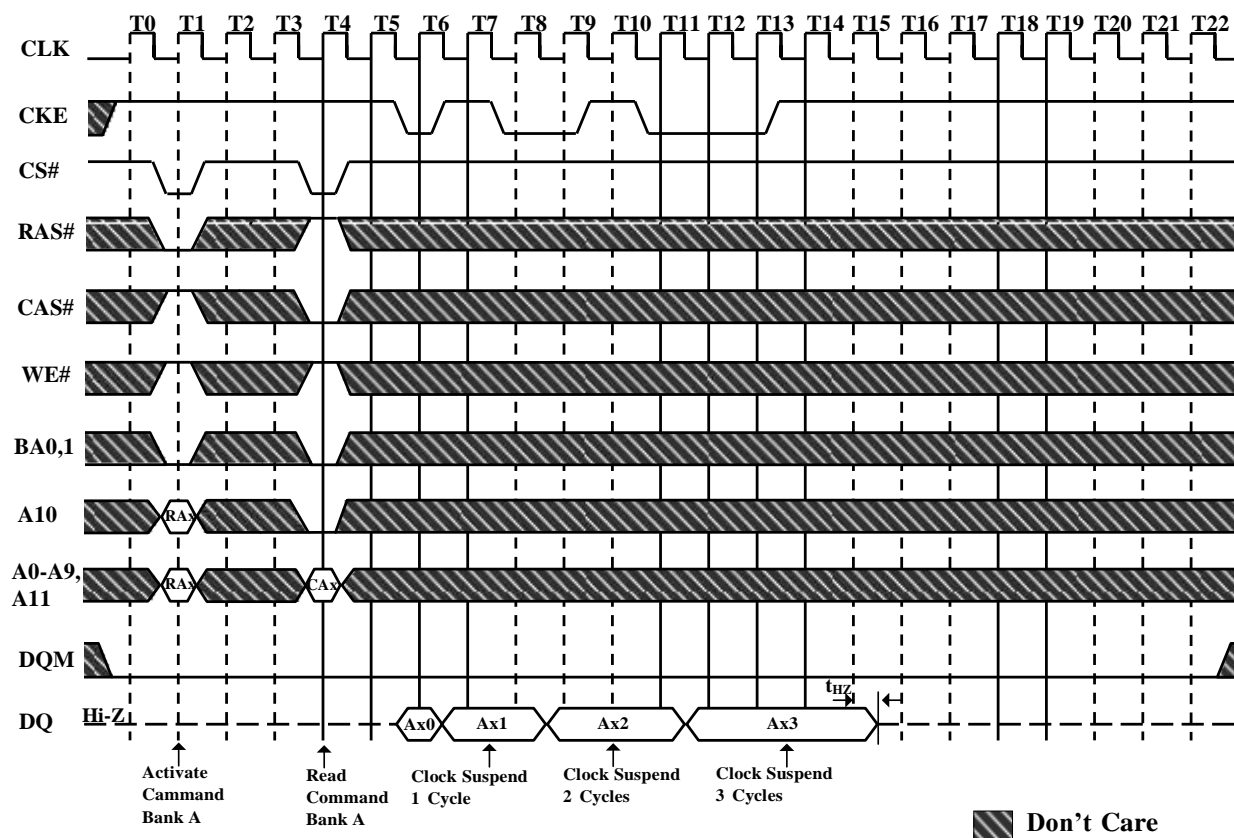 T0 T1 T2 T3 T4 T5 T6 T7 T8 T9 T10 T11 T12 T13 T14 T15 T16 T17 T18 T19 T20 T21 T22
CLK
CKE
CS#
RAS#
CAS#
WE#
BA0,1
A10 RAx
A0-A9,
A11
RAx CAx
DQM
tHZ
DQ Hi-Z Ax0 Ax1 Ax2 Ax3
Activate
Cammand
Bank A
Read
Command
Bank A
Clock Suspend
1 Cycle
Clock Suspend
2 Cycles
Clock Suspend
3 Cycles
Don't Care